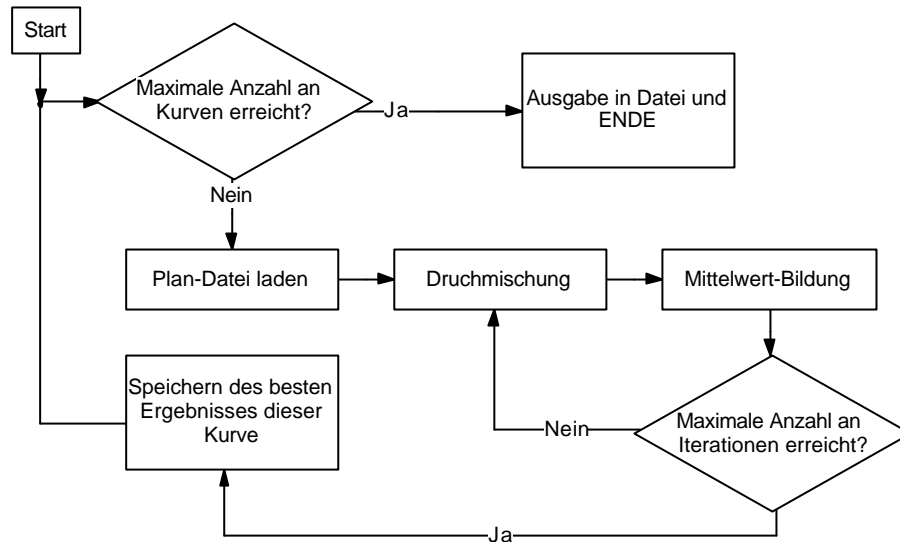 Start
Maximale Anzahl an
Kurven erreicht?
Ja
Ausgabe in Datei und
ENDE
Nein
Plan-Datei laden
Druchmischung
Mittelwert-Bildung
Speichern des besten
Ergebnisses dieser
Kurve
Nein
Maximale Anzahl an
Iterationen erreicht?
Ja